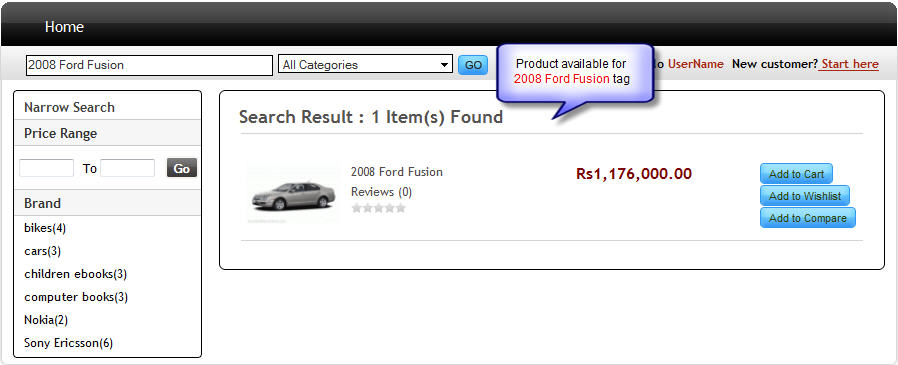 Home
2008 Ford Fusion
All Categories
GO
Product available for
2008 Ford Fusion tag
lo UserName New customer? Start here
Narrow Search
Price Range
To
Go
Brand
bikes(4)
cars(3)
children ebooks(3)
computer books(3)
Nokia(2)
Sony Ericsson(6)
Search Result : 1 Item(s) Found
2008 Ford Fusion
Reviews (0)
Rs1,176,000.00
Add to Cart
Add to Wishlist
Add to Compare